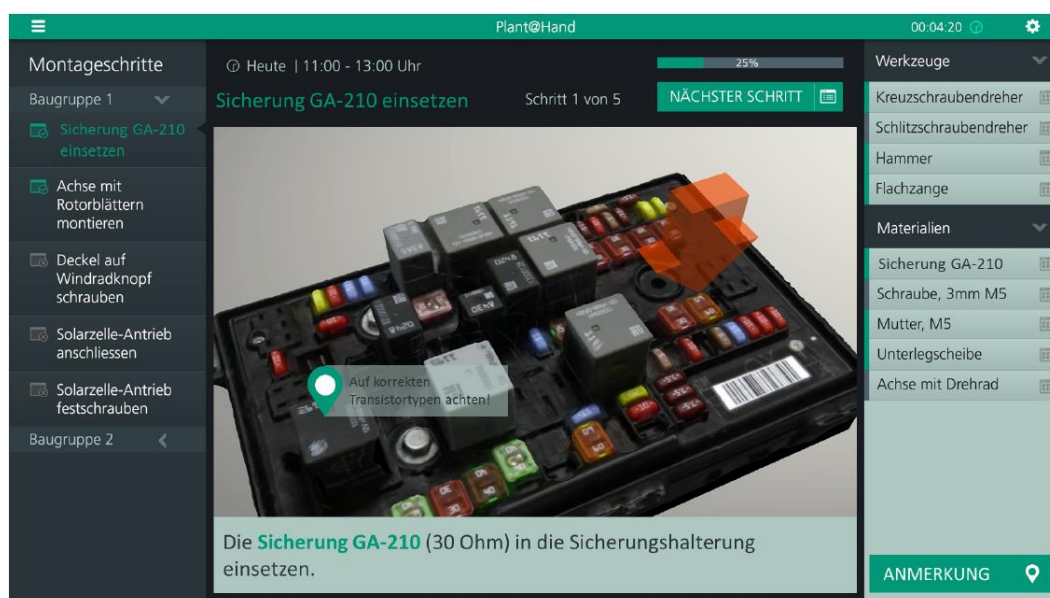 Plant@Hand
00:04:20
Montageschritte
Baugruppe 1
Sicherung GA-210
einsetzen
Achse mit
Rotorblättern
montieren
Deckel auf
Windradknopf
schrauben
Solarzelle-Antrieb
anschliessen
Solarzelle-Antrieb
festschrauben
Baugruppe 2
Heute | 11:00 - 13:00 Uhr
25%
Sicherung GA-210 einsetzen
Schritt 1 von 5
NÄCHSTER SCHRITT
Auf korrekten
Transistortypen achten!
Die Sicherung GA-210 (30 Ohm) in die Sicherungshalterung
einsetzen.
Werkzeuge
Kreuzschraubendreher
Schlitzschraubendreher
Hammer
Flachzange
Materialien
Sicherung GA-210
Schraube, 3mm M5
Mutter, M5
Unterlegscheibe
Achse mit Drehrad
ANMERKUNG